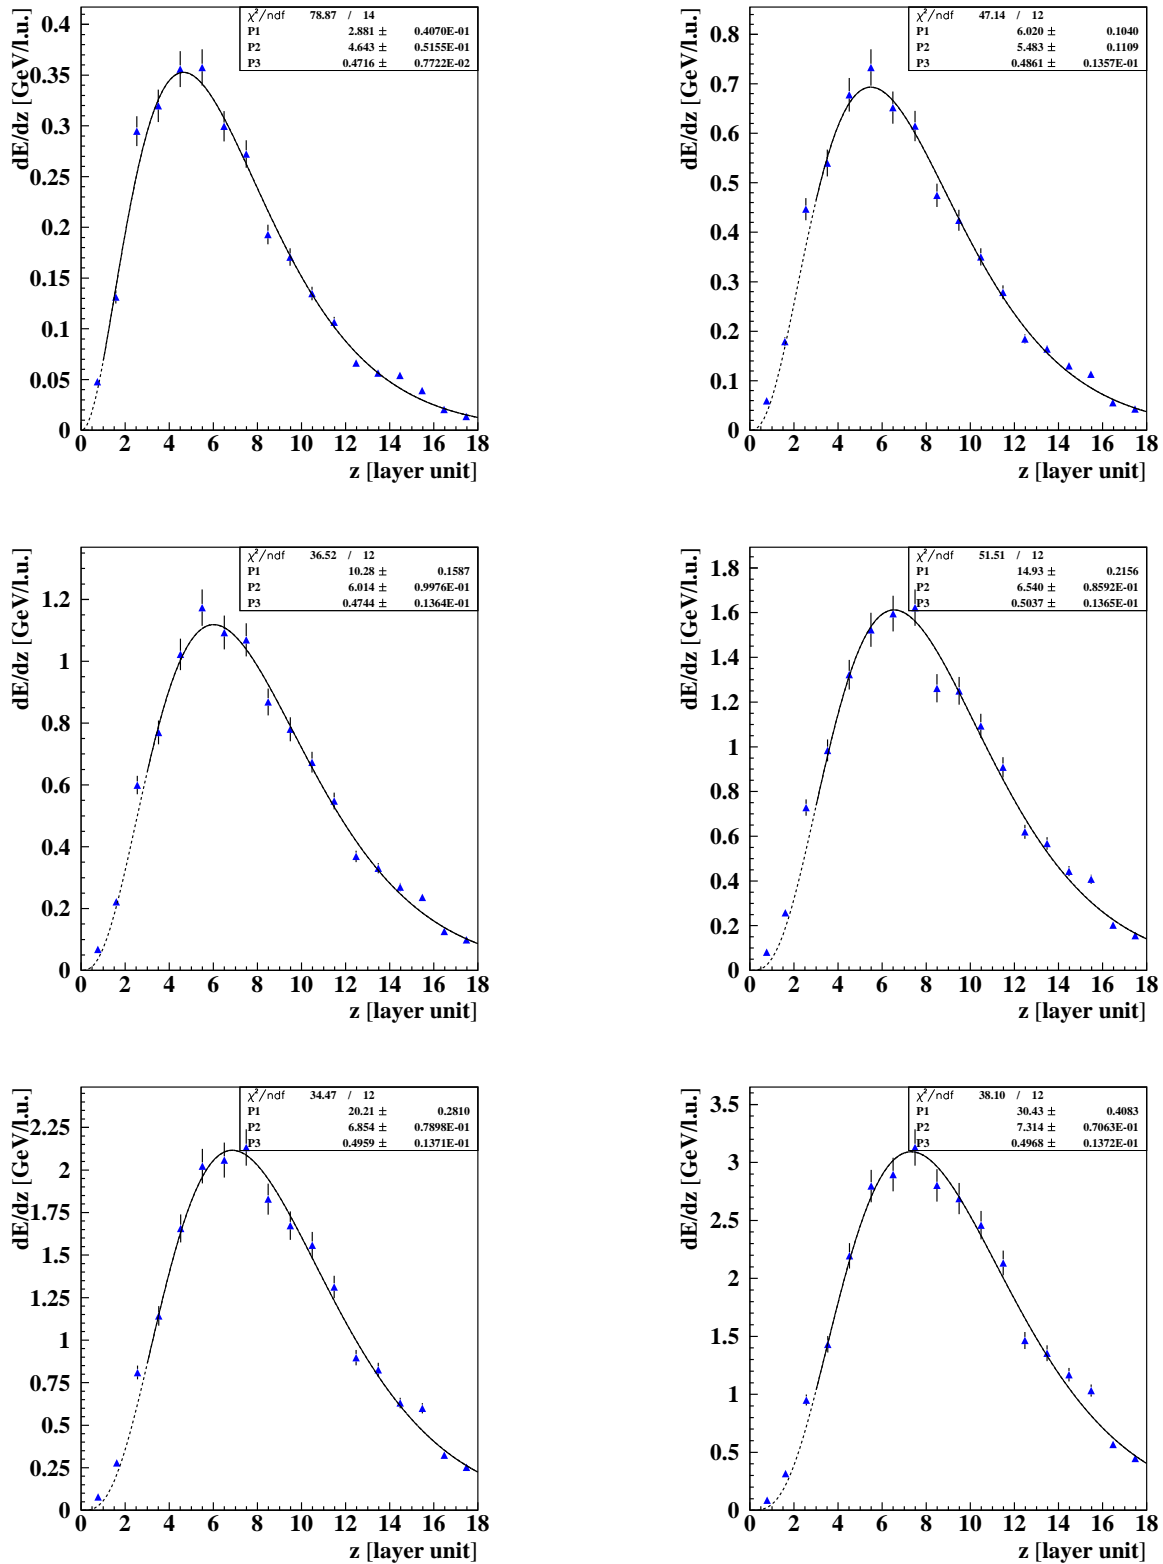 χ²/ndf 78.87 / 14
P1 2.881 ± 0.4070E-01
P2 4.643 ± 0.5155E-01
P3 0.4716 ± 0.7722E-02
dE/dz [GeV/l.u.]
0.4
0.35
0.3
0.25
0.2
0.15
0.1
0.05
0
0 2 4 6 8 10 12 14 16 18
z [layer unit]
χ²/ndf 47.14 / 12
P1 6.020 ± 0.1040
P2 5.483 ± 0.1109
P3 0.4861 ± 0.1357E-01
dE/dz [GeV/l.u.]
0.8
0.7
0.6
0.5
0.4
0.3
0.2
0.1
0
0 2 4 6 8 10 12 14 16 18
z [layer unit]
χ²/ndf 36.52 / 12
P1 10.28 ± 0.1587
P2 6.014 ± 0.9976E-01
P3 0.4744 ± 0.1364E-01
dE/dz [GeV/l.u.]
1.2
1
0.8
0.6
0.4
0.2
0
0 2 4 6 8 10 12 14 16 18
z [layer unit]
χ²/ndf 51.51 / 12
P1 14.93 ± 0.2156
P2 6.540 ± 0.8592E-01
P3 0.5037 ± 0.1365E-01
dE/dz [GeV/l.u.]
1.8
1.6
1.4
1.2
1
0.8
0.6
0.4
0.2
0
0 2 4 6 8 10 12 14 16 18
z [layer unit]
χ²/ndf 34.47 / 12
P1 20.21 ± 0.2810
P2 6.854 ± 0.7898E-01
P3 0.4959 ± 0.1371E-01
dE/dz [GeV/l.u.]
2.25
2
1.75
1.5
1.25
1
0.75
0.5
0.25
0
0 2 4 6 8 10 12 14 16 18
z [layer unit]
χ²/ndf 38.10 / 12
P1 30.43 ± 0.4083
P2 7.314 ± 0.7063E-01
P3 0.4968 ± 0.1372E-01
dE/dz [GeV/l.u.]
3.5
3
2.5
2
1.5
1
0.5
0
0 2 4 6 8 10 12 14 16 18
z [layer unit]